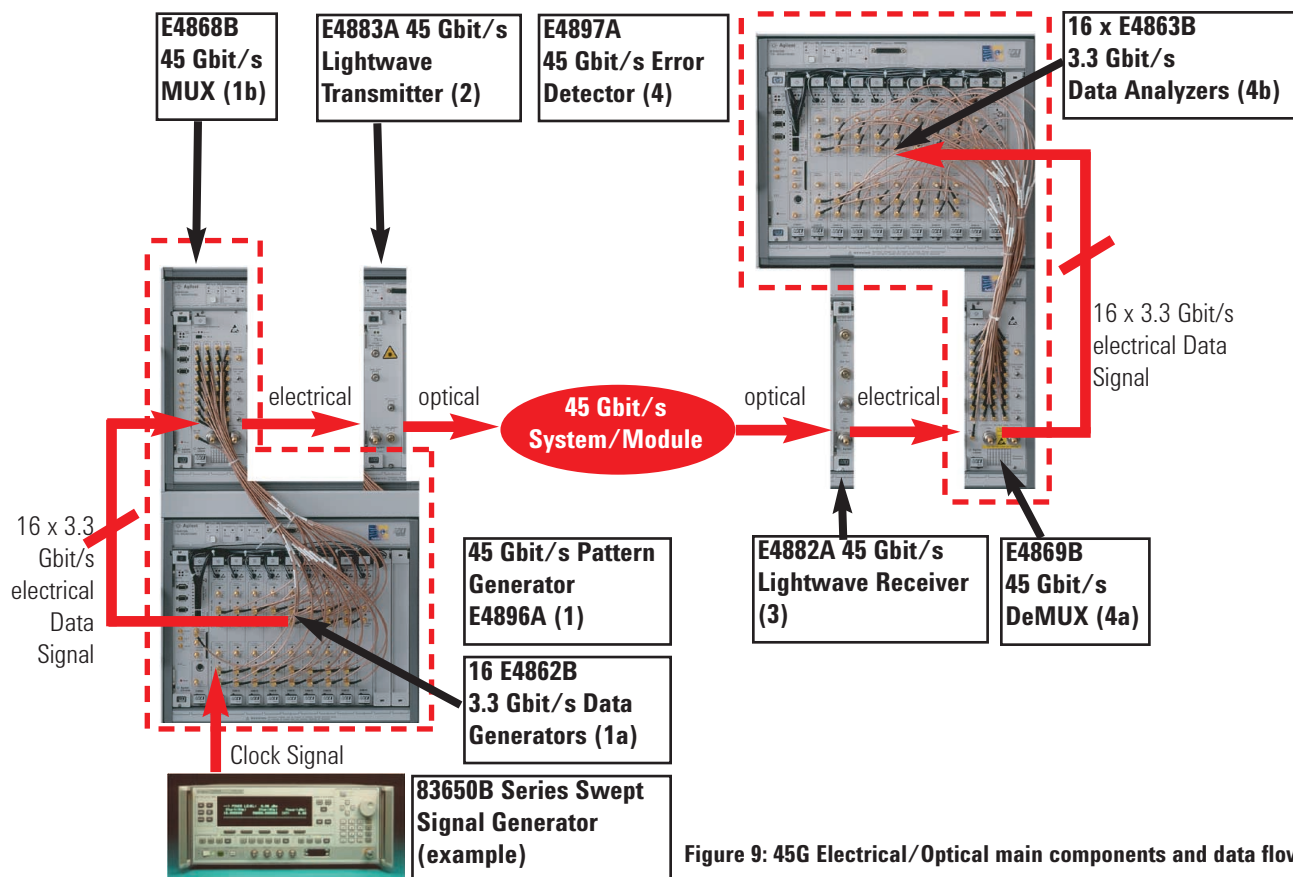 E4868B
45 Gbit/s
MUX (1b)
E4883A 45 Gbit/s
Lightwave
Transmitter (2)
E4897A
45 Gbit/s Error
Detector (4)
16 x E4863B
3.3 Gbit/s
Data Analyzers (4b)
Agilent
electrical
optical
45 Gbit/s
System/Module
optical
electrical
16 x 3.3 Gbit/s
electrical Data
Signal
16 x 3.3
Gbit/s
electrical
Data
Signal
Agilent
45 Gbit/s Pattern
Generator
E4896A (1)
E4882A 45 Gbit/s
Lightwave Receiver
(3)
E4869B
45 Gbit/s
DeMUX (4a)
16 E4862B
3.3 Gbit/s Data
Generators (1a)
Clock Signal
83650B Series Swept
Signal Generator
(example)
Figure 9: 45G Electrical/Optical main components and data flow